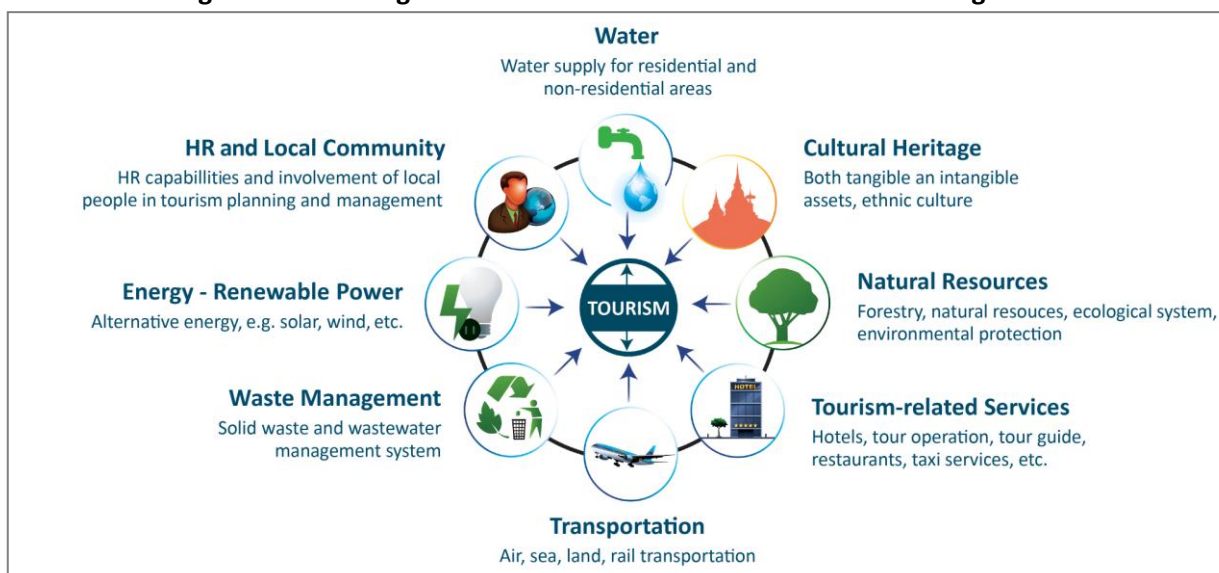 Water
Water supply for residential and
non-residential areas
HR and Local Community
HR capabillities and involvement of local
people in tourism planning and management
Cultural Heritage
Both tangible an intangible
assets, ethnic culture
Energy - Renewable Power
Alternative energy, e.g. solar, wind, etc.
TOURISM
Natural Resources
Forestry, natural resouces, ecological system,
environmental protection
Waste Management
Solid waste and wastewater
management system
HOTEL
Tourism-related Services
Hotels, tour operation, tour guide,
restaurants, taxi services, etc.
Transportation
Air, sea, land, rail transportation